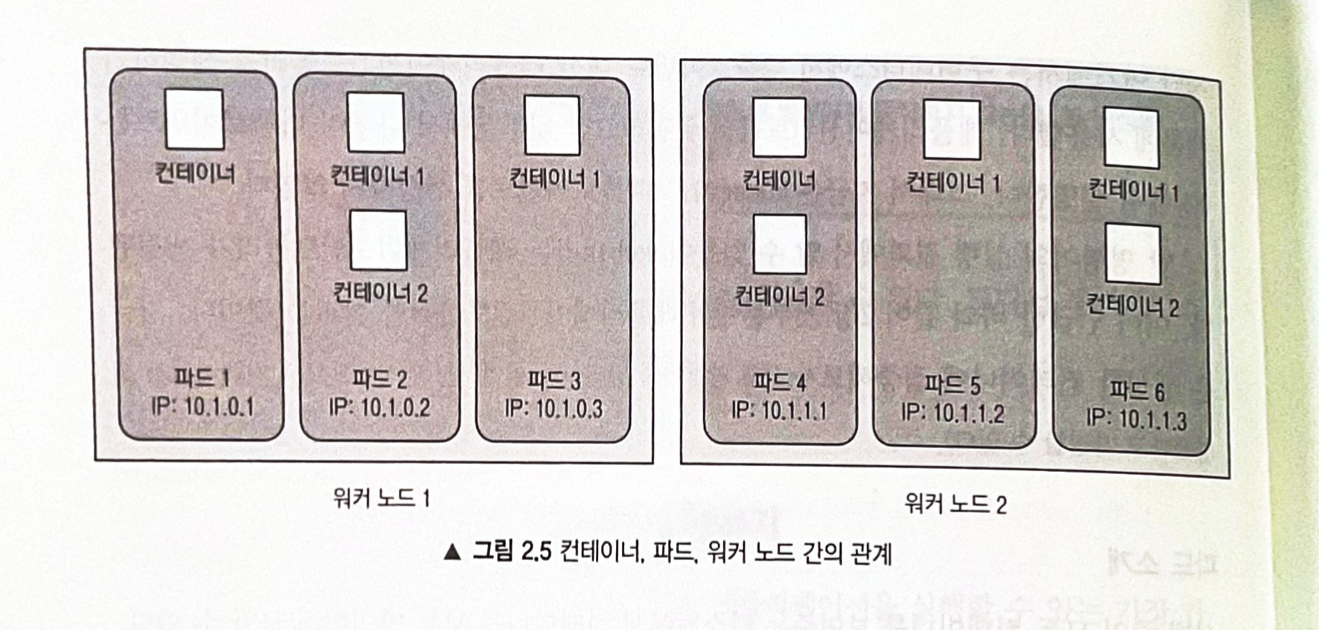 컨테이너
컨테이너 1
컨테이너 2
컨테이너 1
파드 1
IP: 10.1.0.1
파드 2
IP: 10.1.0.2
파드 3
IP: 10.1.0.3
워커 노드 1
컨테이너
컨테이너 2
컨테이너 1
컨테이너 1
컨테이너 2
파드 4
IP: 10.1.1.1
파드 5
IP: 10.1.1.2
파드 6
IP: 10.1.1.3
워커 노드 2
▲ 그림 2.5 컨테이너, 파드, 워커 노드 간의 관계
파드 소개